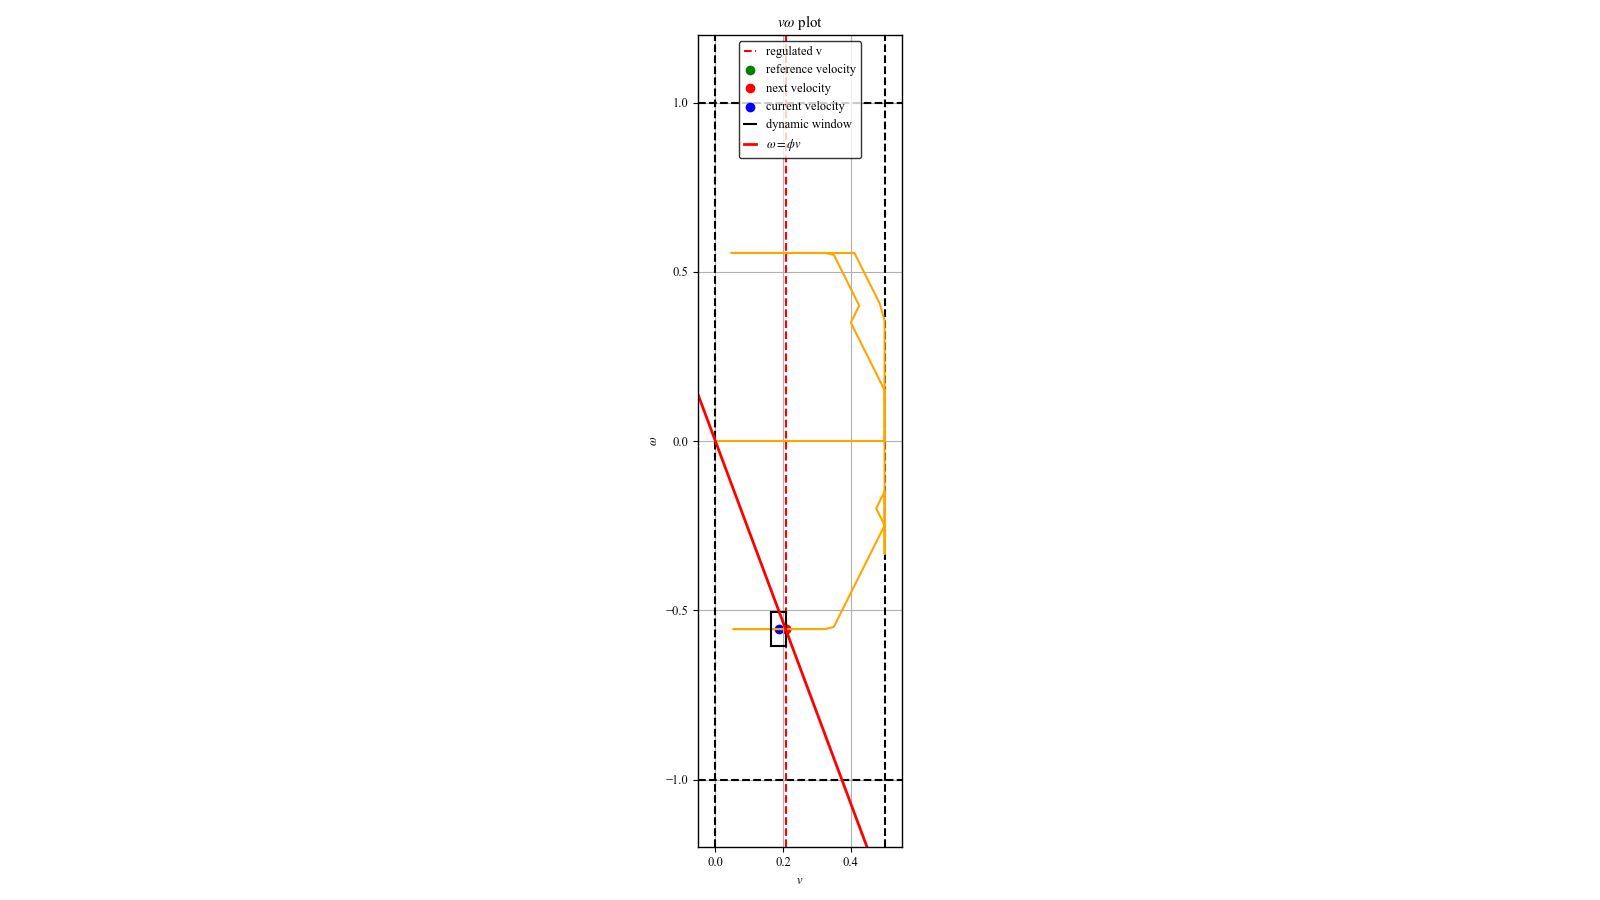 vω plot
regulated v
reference velocity
next velocity
current velocity
dynamic window
ω = ϕv
1.0
0.5
0.0
−0.5
−1.0
ω
0.0 0.2 0.4
v